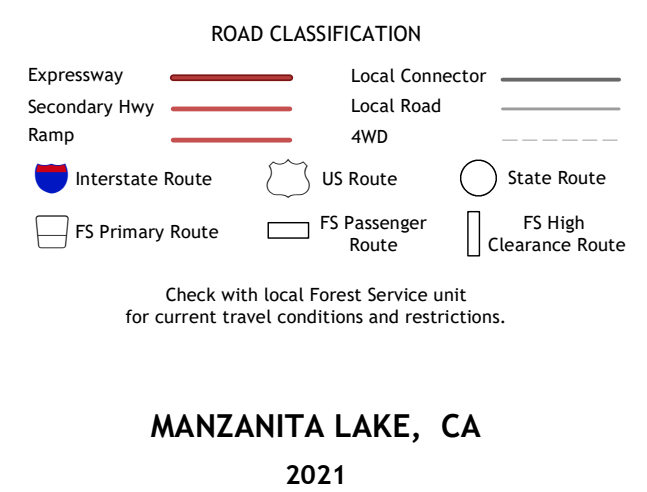 ROAD CLASSIFICATION
Expressway
Local Connector
Secondary Hwy
Local Road
Ramp
4WD
Interstate Route
US Route
State Route
FS Primary Route
FS Passenger
Route
FS High
Clearance Route
Check with local Forest Service unit
for current travel conditions and restrictions.
MANZANITA LAKE, CA
2021